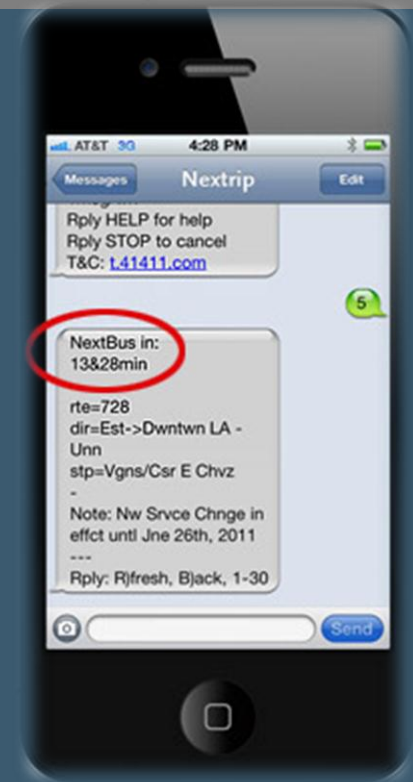 AT&T 3G 4:28 PM
Messages Nextrip Edit
Rply HELP for help
Rply STOP to cancel
T&C: t.41411.com
5
NextBus in:
13&28min
rte=728
dir=Est->Dwntwn LA -
Unn
stp=Vgns/Csr E Chvz
-
Note: Nw Srvce Chnge in
effct untl Jne 26th, 2011
---
Rply: R)fresh, B)ack, 1-30
Send